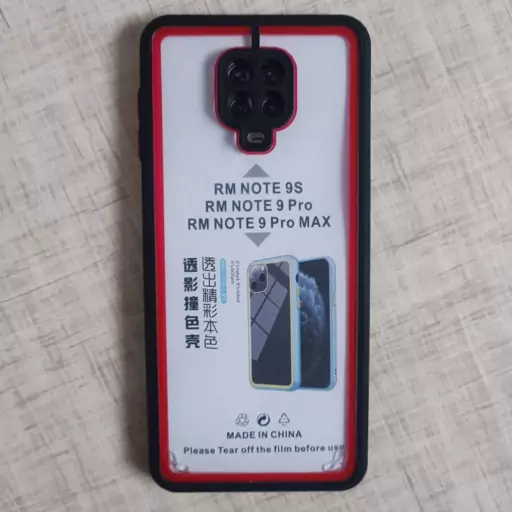 RM NOTE 9S
RM NOTE 9 Pro
RM NOTE 9 Pro MAX
透出精彩本色
透影撞色壳
MADE IN CHINA
Please Tear off the film before use